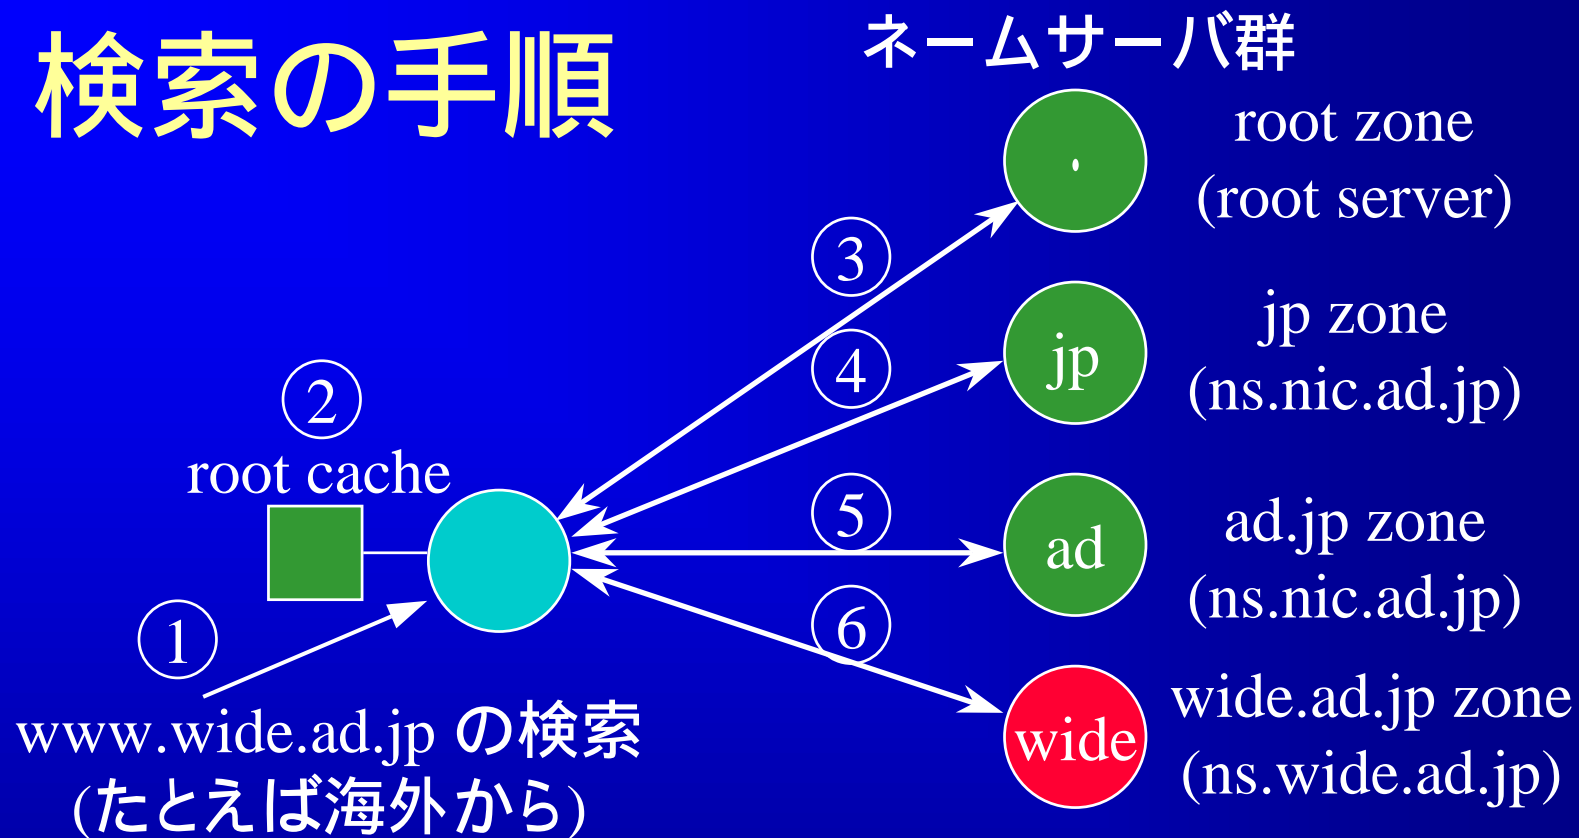 検索の手順
ネームサーバ群
.
root zone
(root server)
③
jp
jp zone
(ns.nic.ad.jp)
④
②
root cache
⑤
ad
ad.jp zone
(ns.nic.ad.jp)
①
⑥
wide
wide.ad.jp zone
(ns.wide.ad.jp)
www.wide.ad.jp の検索
(たとえば海外から)